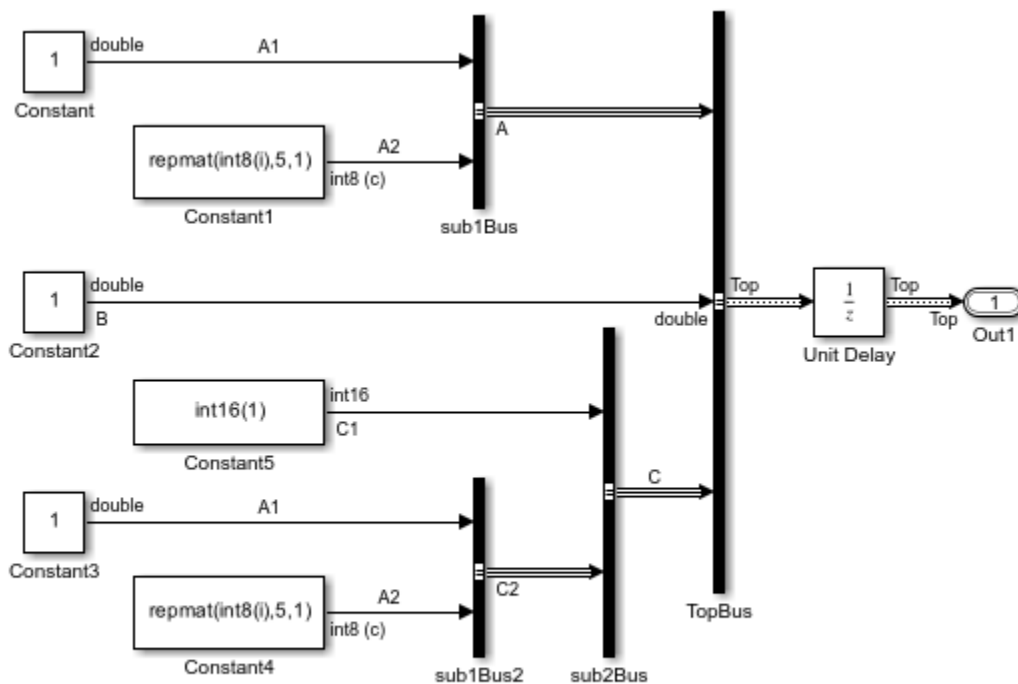 1
double
A1
Constant
repmat(int8(i),5,1)
A2
int8 (c)
Constant1
A
sub1Bus
1
double
B
Constant2
double
Top
1
z
Unit Delay
Top
Top
1
Out1
int16(1)
int16
C1
Constant5
1
double
A1
Constant3
repmat(int8(i),5,1)
A2
int8 (c)
Constant4
C2
sub1Bus2
C
sub2Bus
TopBus